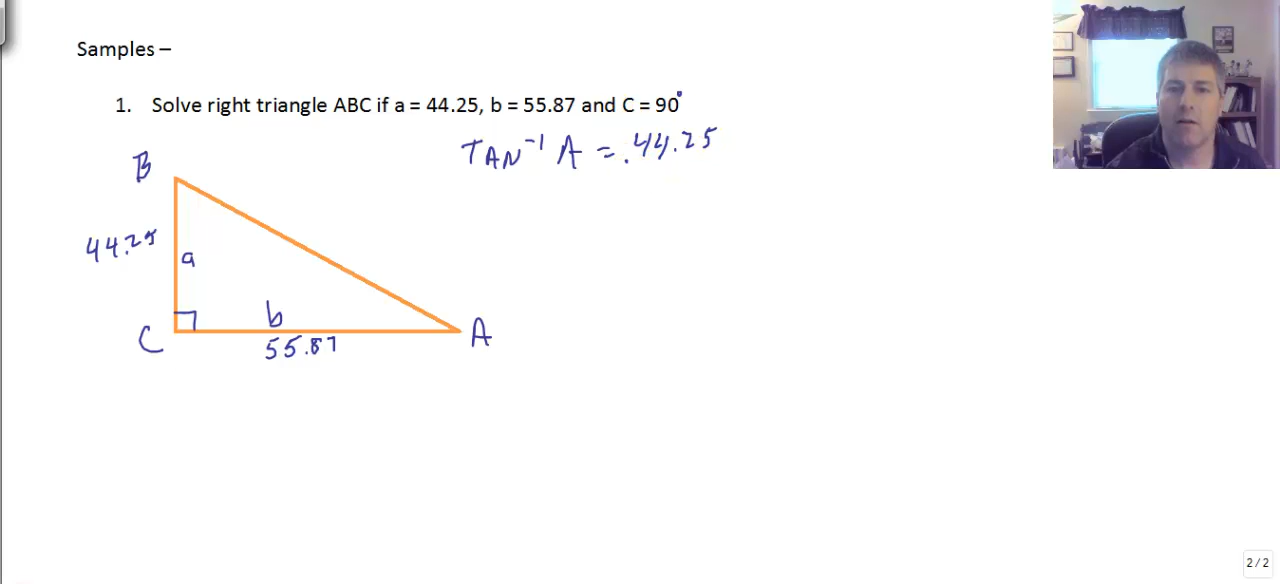 Samples –
1. Solve right triangle ABC if a = 44.25, b = 55.87 and C = 90°
TAN⁻¹ A = .44.25
B
44.25
a
b
C
A
55.87
2 / 2